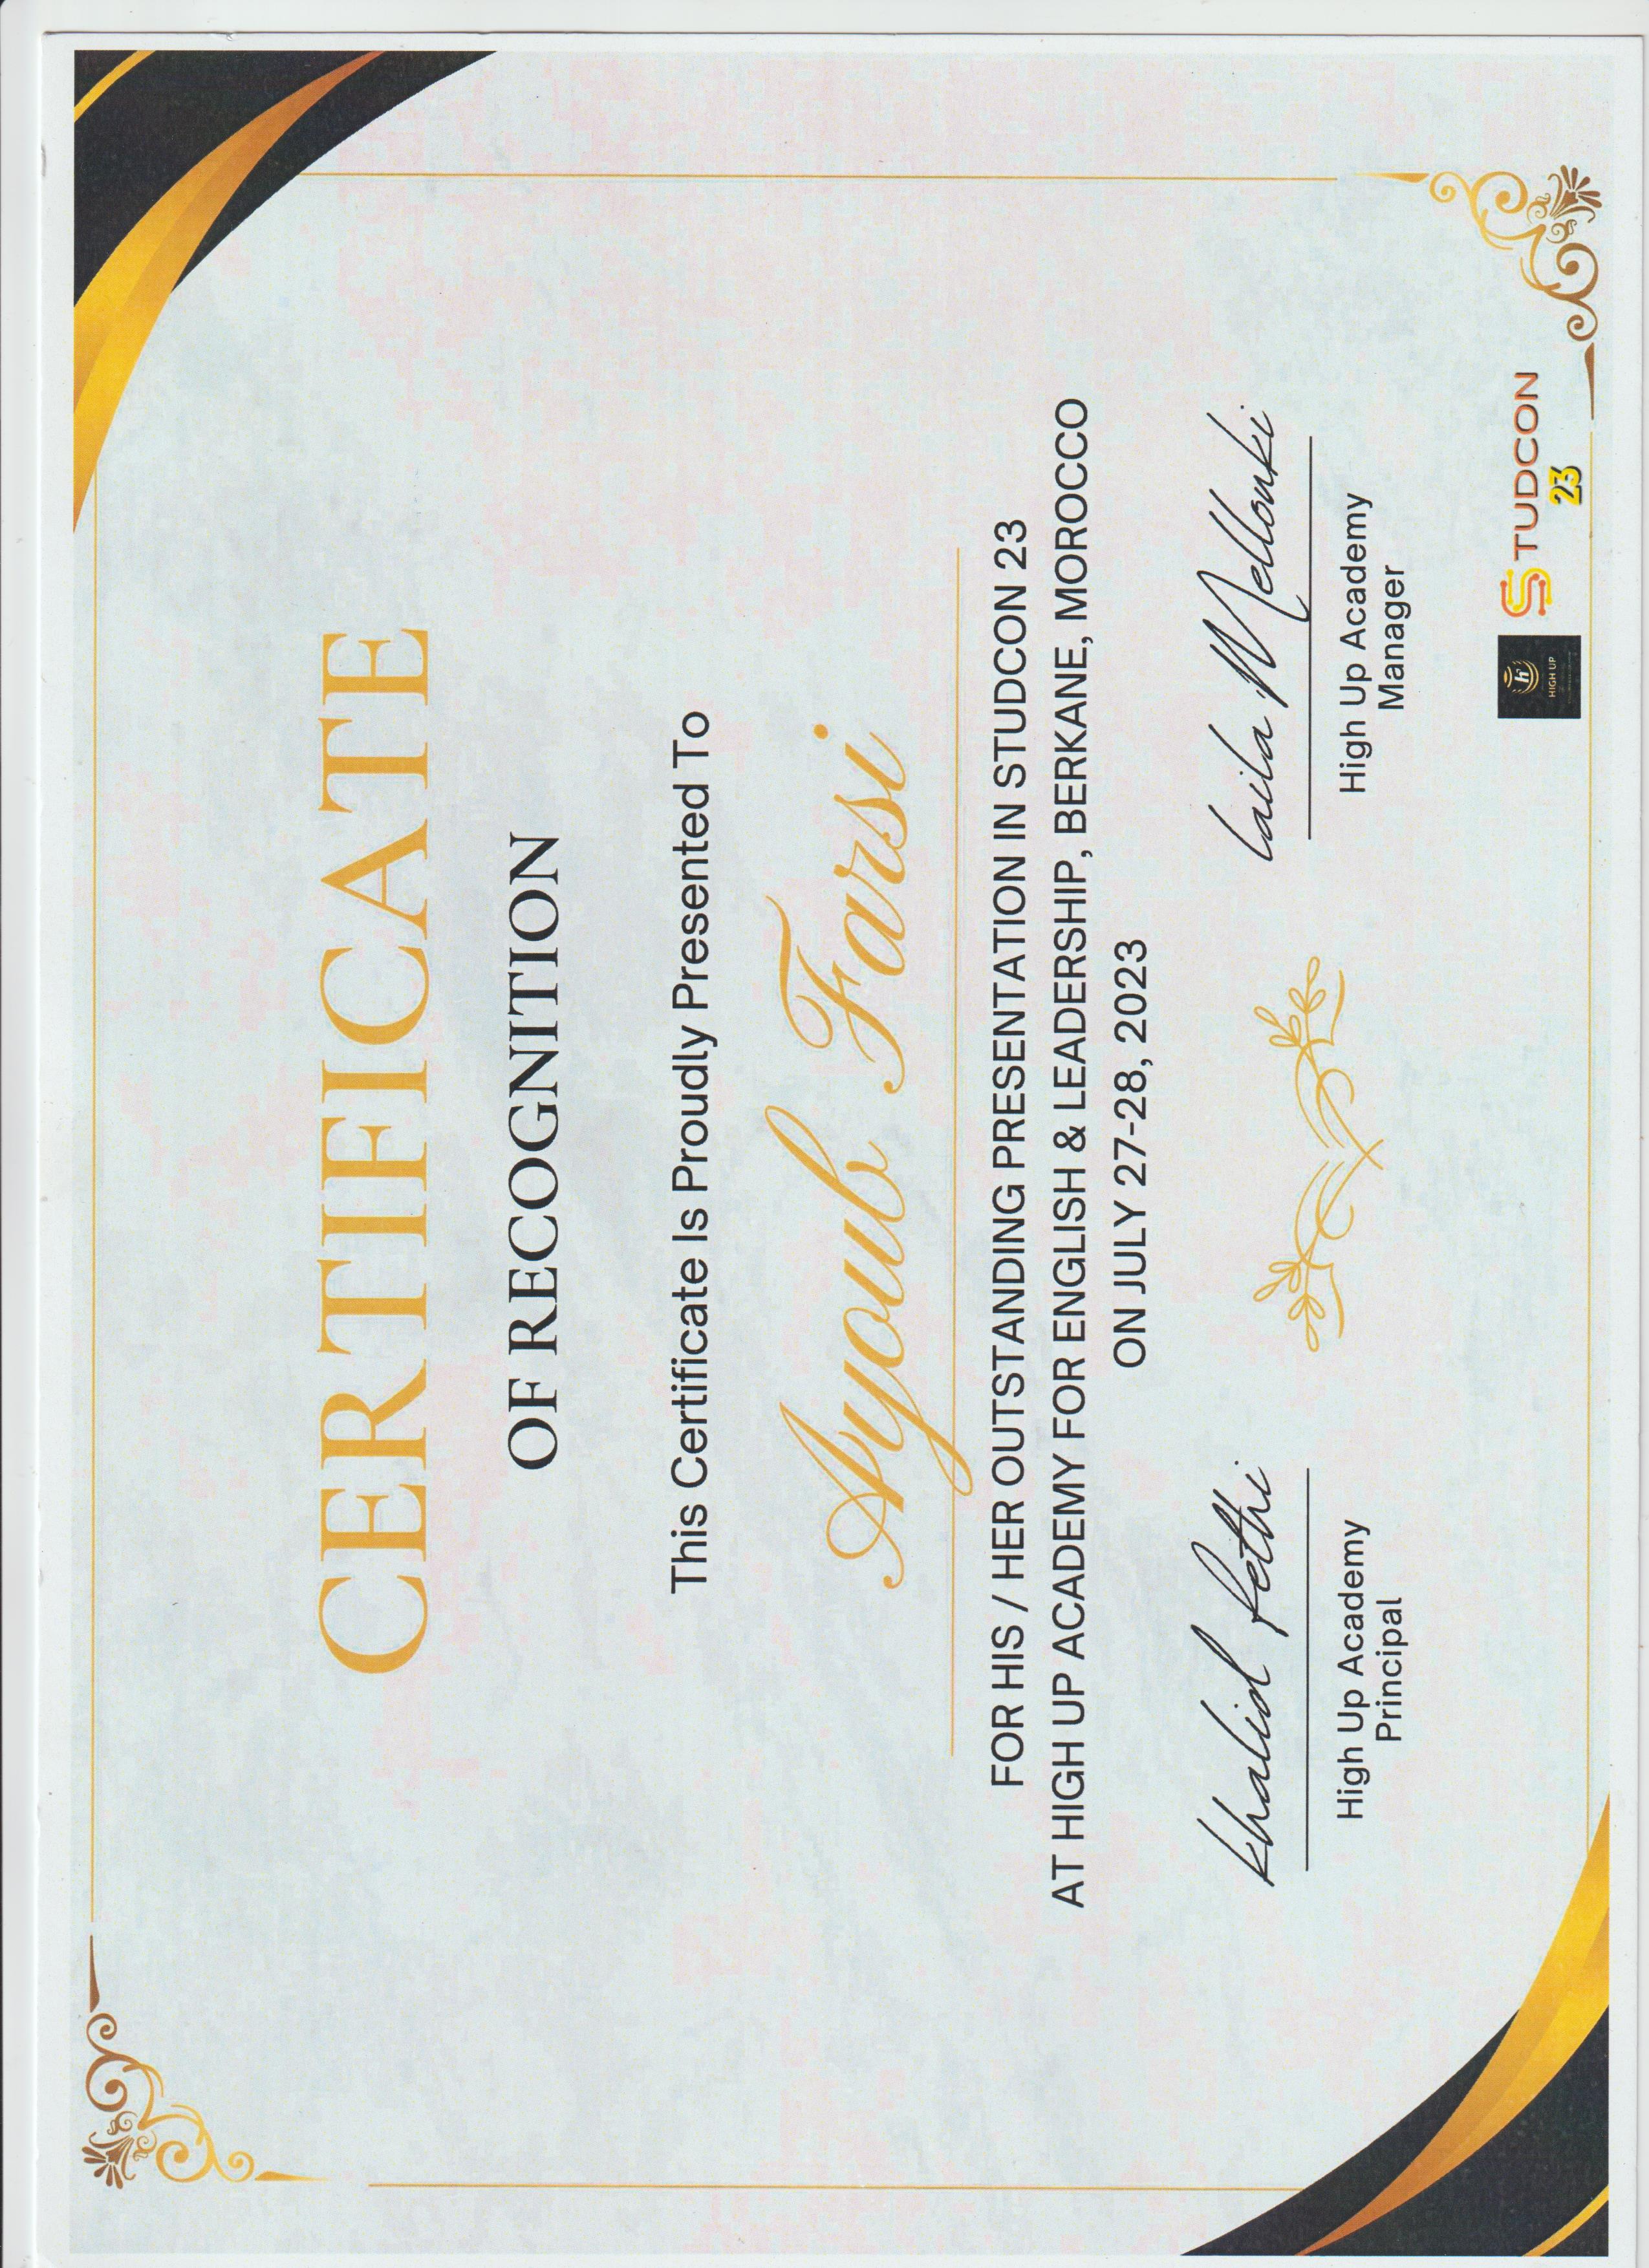 CERTIFICATE
OF RECOGNITION
This Certificate Is Proudly Presented To
Ayoub Farsi
FOR HIS / HER OUTSTANDING PRESENTATION IN STUDCON 23
AT HIGH UP ACADEMY FOR ENGLISH & LEADERSHIP, BERKANE, MOROCCO
ON JULY 27-28, 2023
Khalid fethi
laila Mellouki
High Up Academy
Principal
High Up Academy
Manager
h
HIGH UP
STUDCON
23